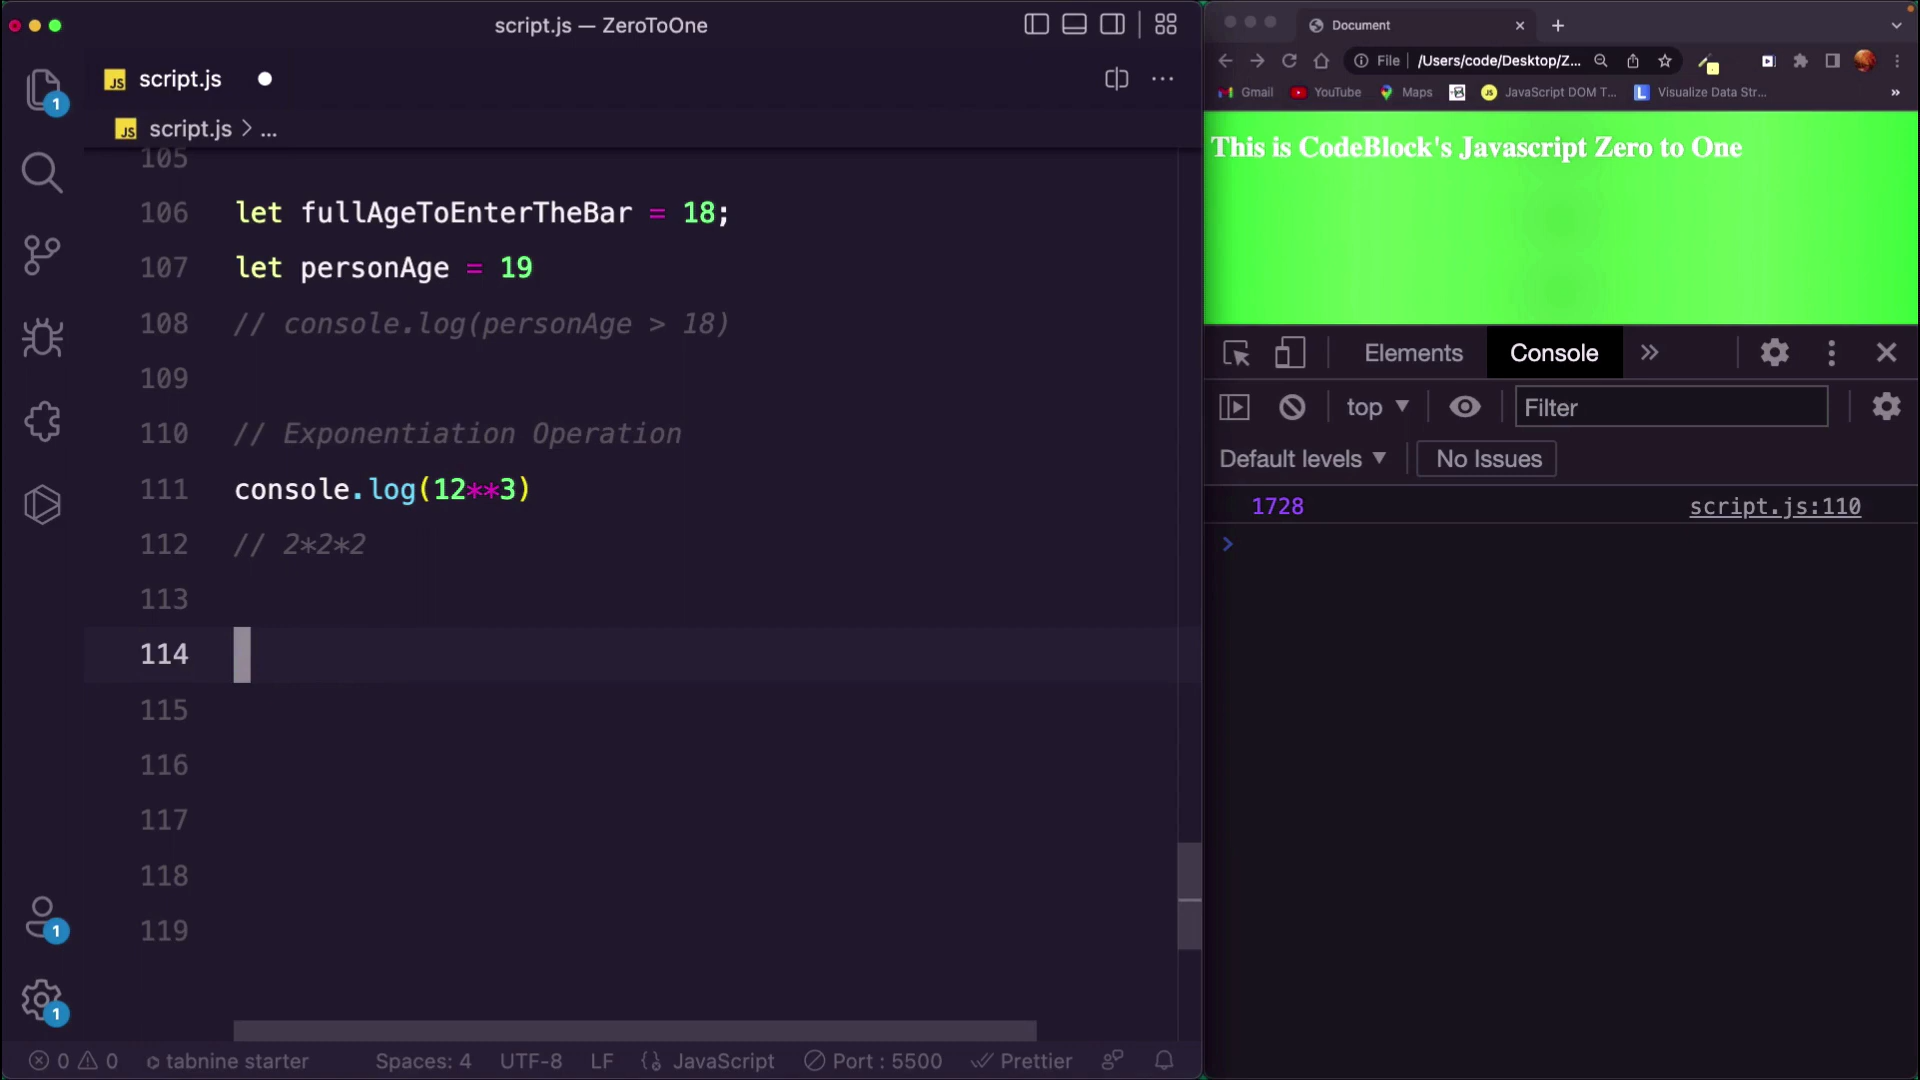 script.js — ZeroToOne
script.js
script.js > ...
105
106 let fullAgeToEnterTheBar = 18;
107 let personAge = 19
108 // console.log(personAge > 18)
109
110 // Exponentiation Operation
111 console.log(12**3)
112 // 2*2*2
113
114
115
116
117
118
119
1
1
1
0 0 tabnine starter Spaces: 4 UTF-8 LF {} JavaScript Port : 5500 Prettier
Document
File /Users/code/Desktop/Z...
Gmail YouTube Maps JavaScript DOM T... Visualize Data Str... »
This is CodeBlock's Javascript Zero to One
Elements Console »
top Filter
Default levels No Issues
1728 script.js:110
>